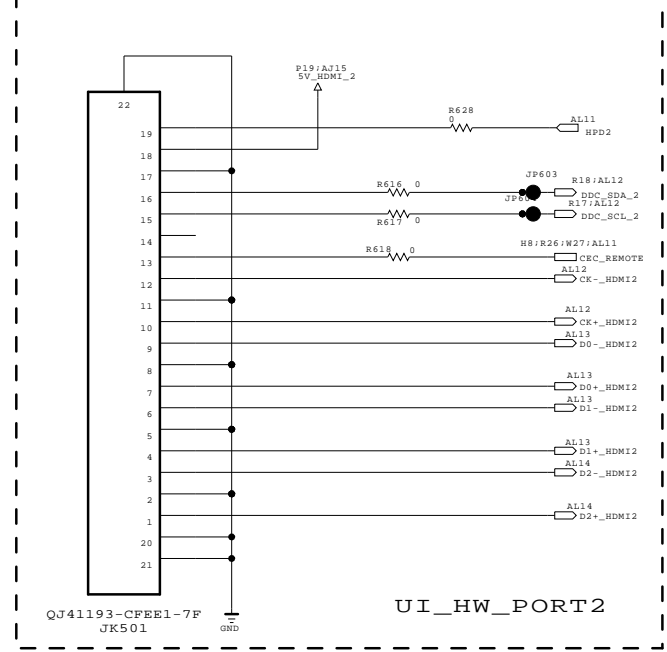 P19;AJ15
5V_HDMI_2
22
R628
0
AL11
HPD2
19
18
17
JP603
R18;AL12
R616 0
DDC_SDA_2
16
R17;AL12
R617 0
DDC_SCL_2
15
14
H8;R26;W27;AL11
R618 0
CEC_REMOTE
13
AL12
CK-_HDMI2
12
11
AL12
CK+_HDMI2
10
AL13
D0-_HDMI2
9
8
AL13
D0+_HDMI2
7
AL13
D1-_HDMI2
6
5
AL13
D1+_HDMI2
4
AL14
D2-_HDMI2
3
2
AL14
D2+_HDMI2
1
20
21
QJ41193-CFEE1-7F
JK501
GND
UI_HW_PORT2